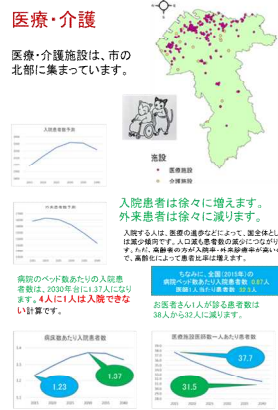 医療・介護
医療・介護施設は、市の
北部に集まっています。
施設
医療施設
介護施設
入院患者数予測
入院患者は徐々に増えます。
外来患者は徐々に減ります。
入院する人は、医療の進歩などによって、国全体とし
は減少傾向です。人口減も患者数の減少につながり
す。ただ、高齢者の方が入院率・外来診療率が高い
で、高齢化によって患者比率は増えます。
病院のベッド数あたりの入院患
者数は、2030年台に1.37人になり
ます。4人に1人は入院できな
い計算です。
ちなみに、全国(2015年)の
病院ベッド数あたり入院患者数 0.87人
医師1人当たり患者数 32.5人
お医者さん1人が診る患者数は
38人から32人に減ります。
病床数あたり入院患者数
1.23
1.37
医療施設医師数一人あたり患者数
37.7
31.5